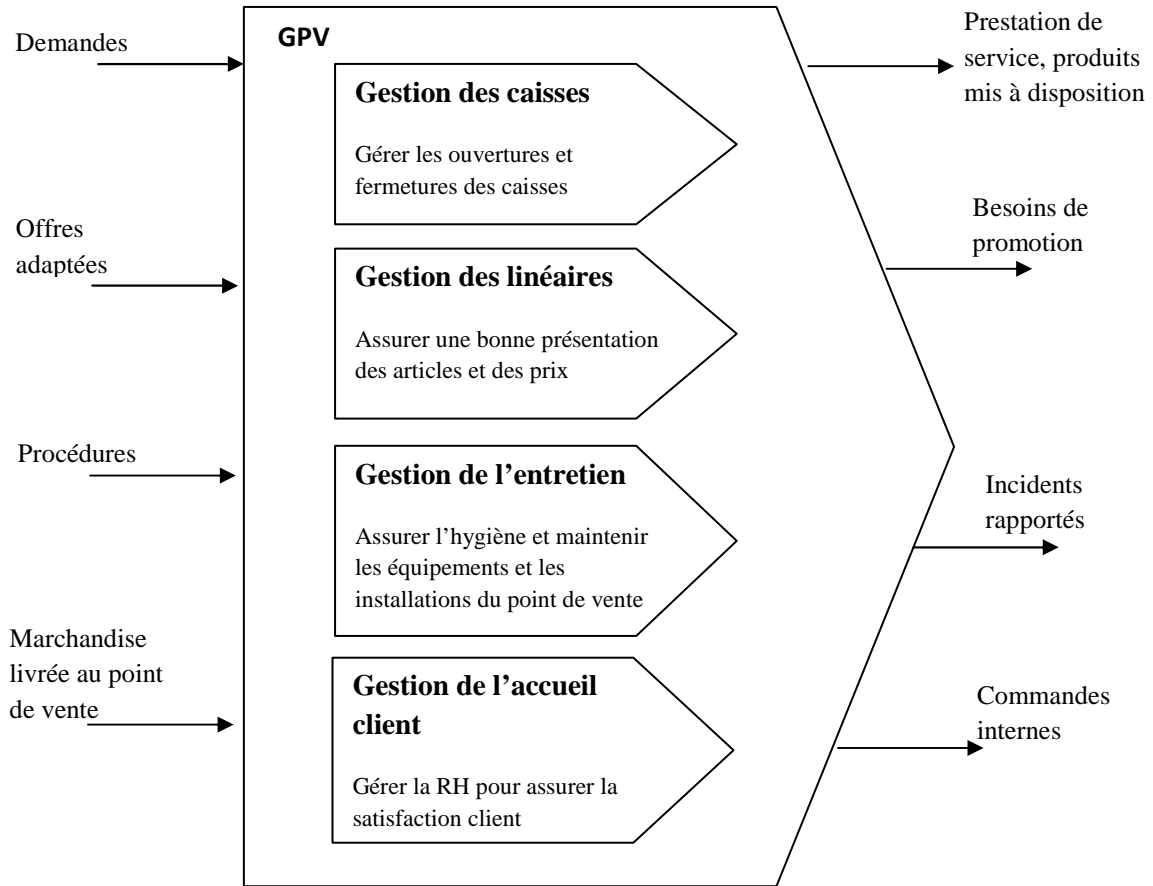 GPV
Demandes
Offres
adaptées
Procédures
Marchandise
livrée au point
de vente
Gestion des caisses
Gérer les ouvertures et
fermetures des caisses
Gestion des linéaires
Assurer une bonne présentation
des articles et des prix
Gestion de l’entretien
Assurer l’hygiène et maintenir
les équipements et les
installations du point de vente
Gestion de l’accueil
client
Gérer la RH pour assurer la
satisfaction client
Prestation de
service, produits
mis à disposition
Besoins de
promotion
Incidents
rapportés
Commandes
internes